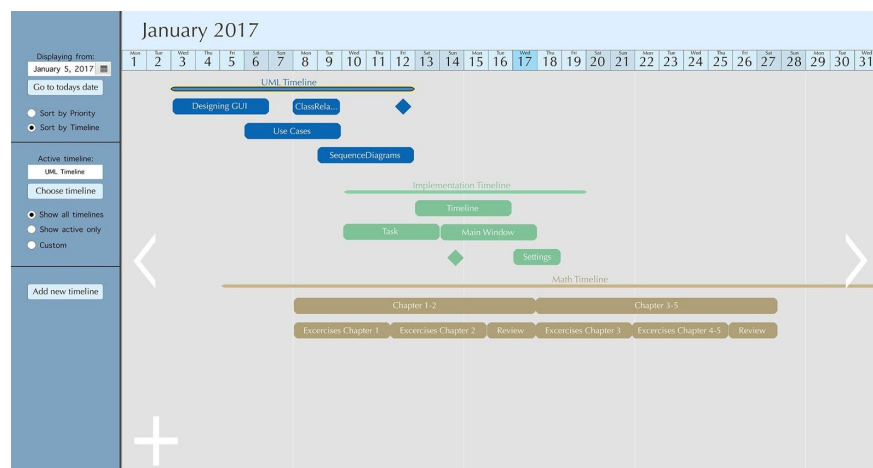 January 2017
Displaying from:
January 5, 2017
Go to todays date
Sort by Priority
Sort by Timeline
Active timeline:
UML Timeline
Choose timeline
Show all timelines
Show active only
Custom
Add new timeline
Mon Tue Wed Thu Fri Sat Sun Mon Tue Wed Thu Fri Sat Sun Mon Tue Wed Thu Fri Sat Sun Mon Tue Wed Thu Fri Sat Sun Mon Tue Wed
1 2 3 4 5 6 7 8 9 10 11 12 13 14 15 16 17 18 19 20 21 22 23 24 25 26 27 28 29 30 31
UML Timeline
Designing GUI ClassRela...
Use Cases
SequenceDiagrams
Implementation Timeline
Timeline
Task Main Window
Settings
Math Timeline
Chapter 1-2 Chapter 3-5
Excercises Chapter 1 Excercises Chapter 2 Review Excercises Chapter 3 Excercises Chapter 4-5 Review